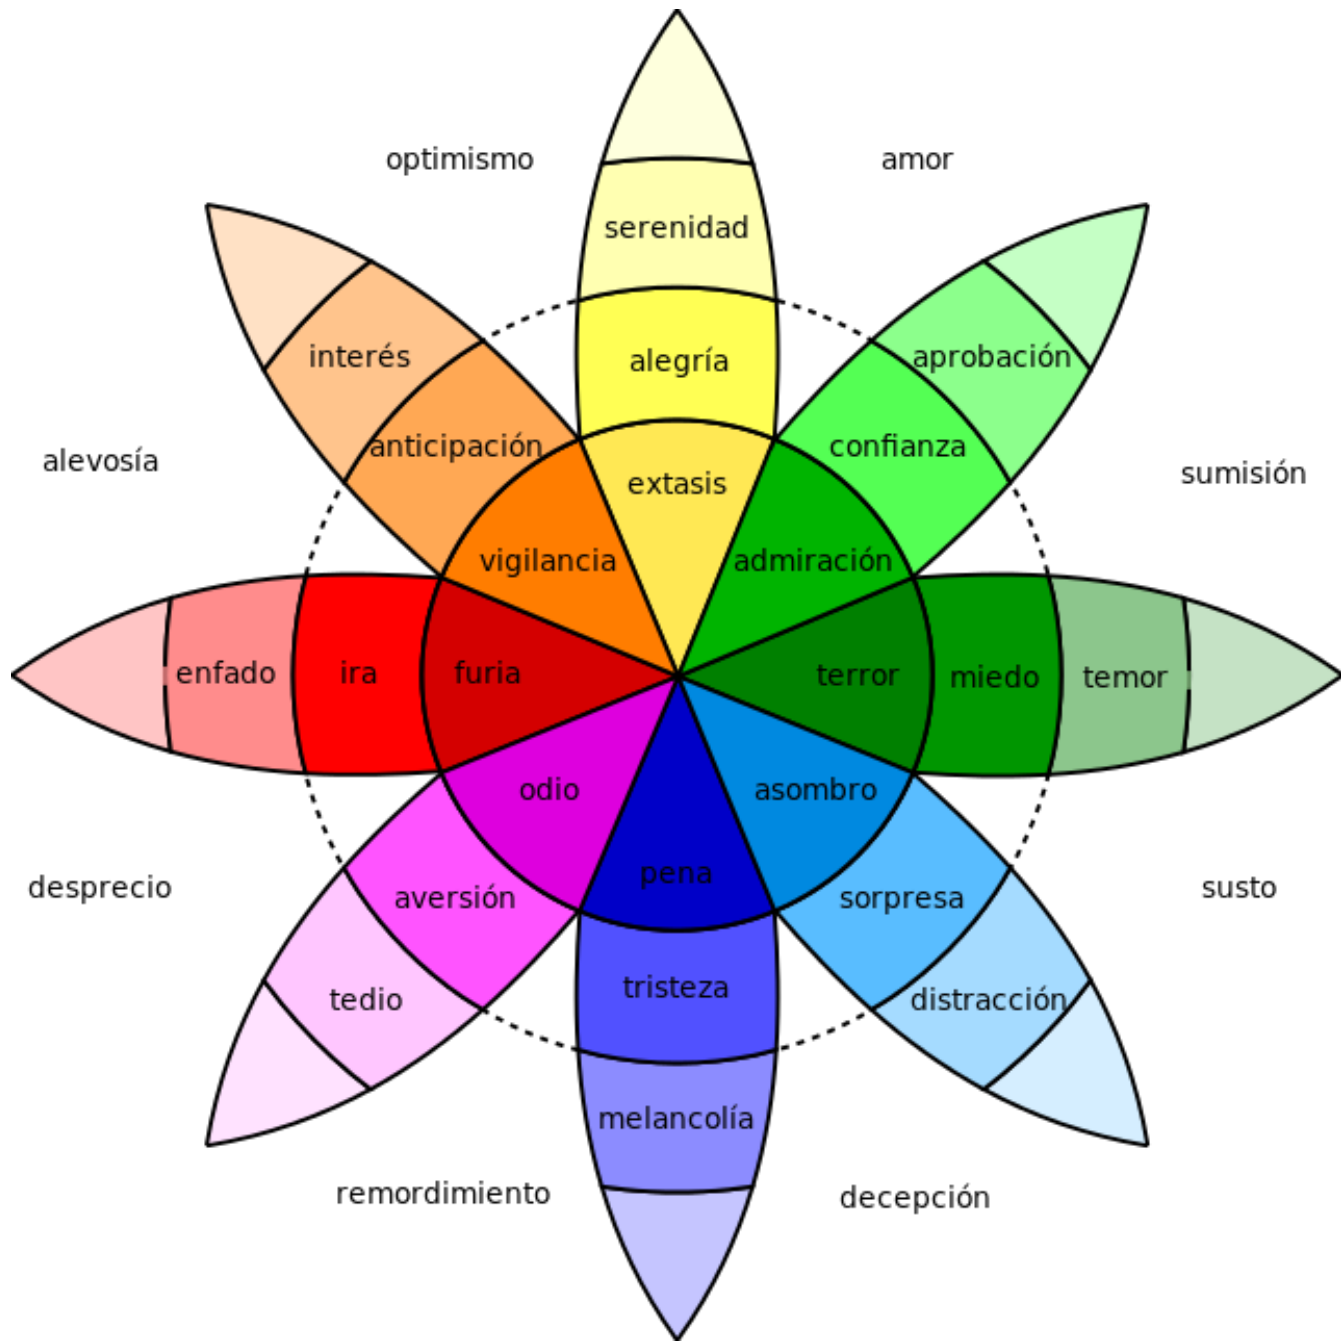 optimismo
amor
serenidad
interés
alegría
aprobación
anticipación
confianza
alevosía
extasis
sumisión
vigilancia
admiración
enfado
ira
furia
terror
miedo
temor
odio
asombro
desprecio
pena
susto
aversión
sorpresa
tedio
tristeza
distracción
melancolía
remordimiento
decepción